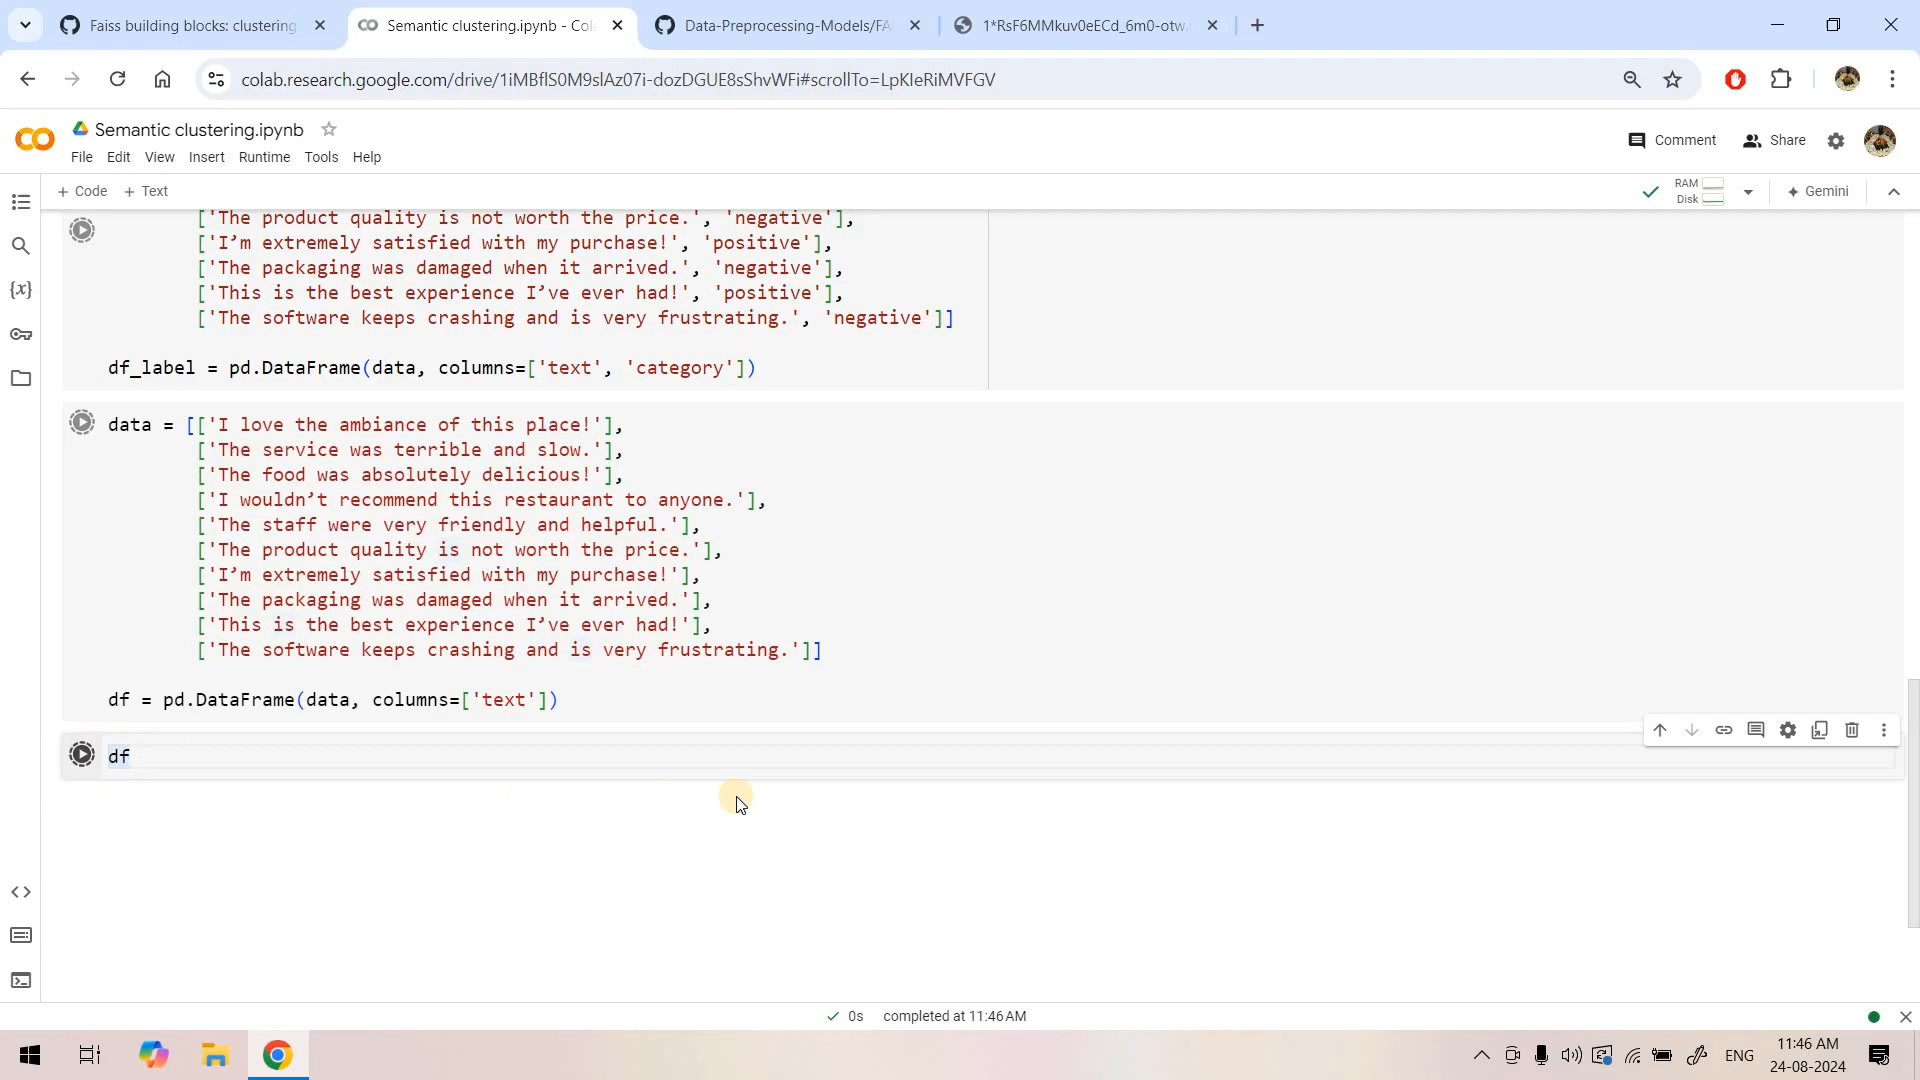 Faiss building blocks: clustering
Semantic clustering.ipynb - Col
Data-Preprocessing-Models/FA
1*RsF6MMkuv0eECd_6m0-otw.
colab.research.google.com/drive/1iMBflS0M9slAz07i-dozDGUE8sShvWFi#scrollTo=LpKIeRiMVFGV
CO Semantic clustering.ipynb
Comment Share
File Edit View Insert Runtime Tools Help
+ Code + Text
RAM
Disk
Gemini
['The product quality is not worth the price.', 'negative'],
['I’m extremely satisfied with my purchase!', 'positive'],
['The packaging was damaged when it arrived.', 'negative'],
['This is the best experience I’ve ever had!', 'positive'],
['The software keeps crashing and is very frustrating.', 'negative']]
df_label = pd.DataFrame(data, columns=['text', 'category'])
data = [['I love the ambiance of this place!'],
['The service was terrible and slow.'],
['The food was absolutely delicious!'],
['I wouldn’t recommend this restaurant to anyone.'],
['The staff were very friendly and helpful.'],
['The product quality is not worth the price.'],
['I’m extremely satisfied with my purchase!'],
['The packaging was damaged when it arrived.'],
['This is the best experience I’ve ever had!'],
['The software keeps crashing and is very frustrating.']]
df = pd.DataFrame(data, columns=['text'])
df
{x}
0s completed at 11:46 AM
ENG
11:46 AM
24-08-2024